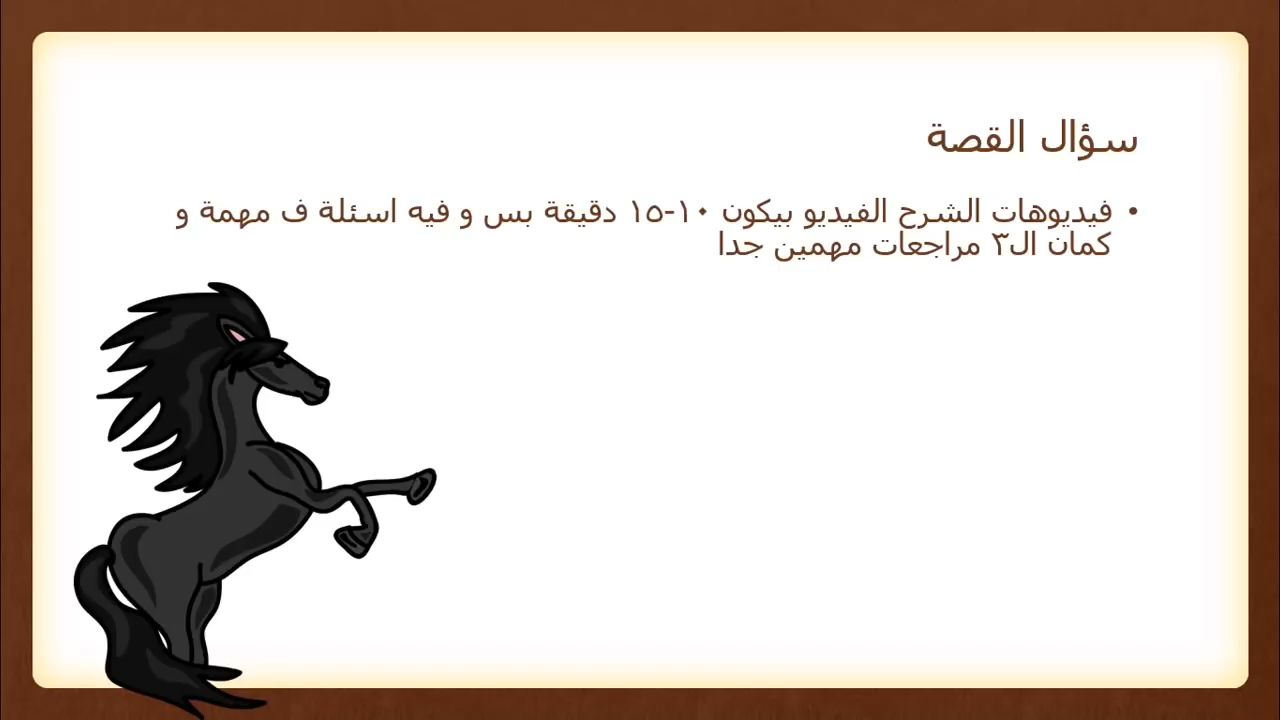 سؤال القصة
• فيديوهات الشرح الفيديو بيكون ١٠-١٥ دقيقة بس و فيه اسئلة ف مهمة و
كمان ال٣ مراجعات مهمين جدا